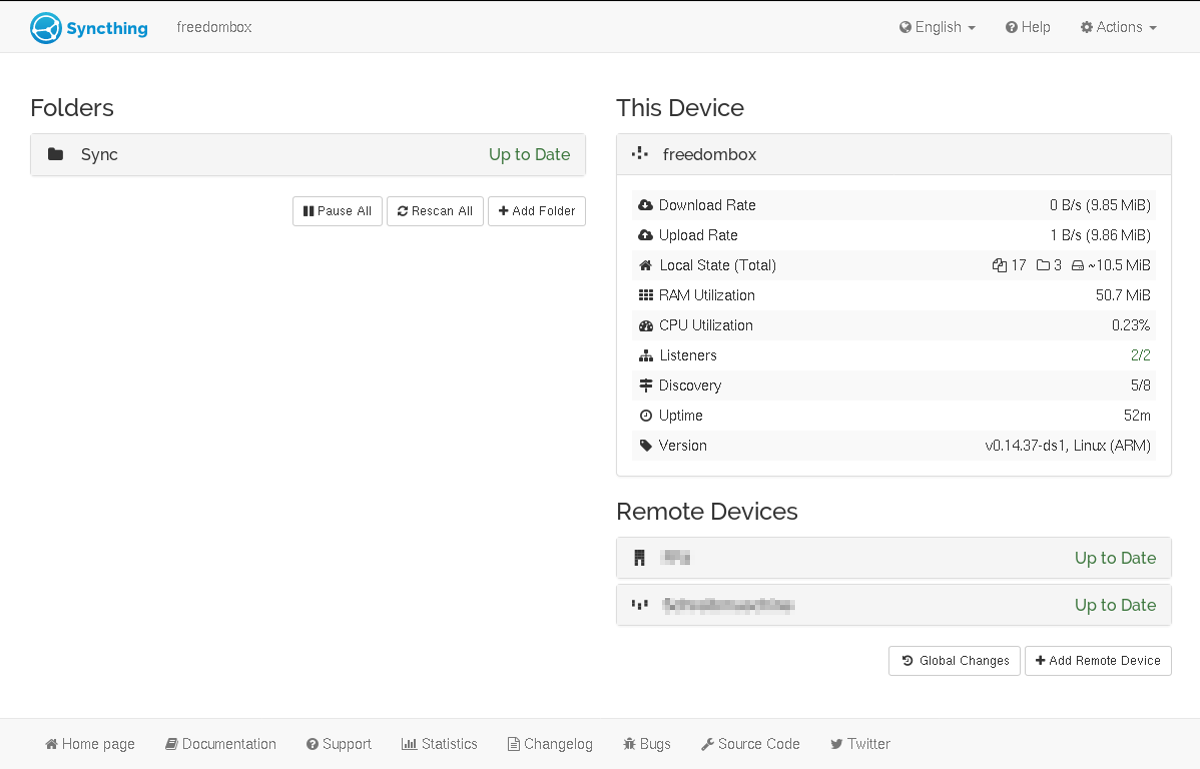 Syncthing freedombox English Help Actions
Folders
Sync Up to Date
Pause All Rescan All Add Folder
This Device
freedombox
Download Rate 0 B/s (9.85 MiB)
Upload Rate 1 B/s (9.86 MiB)
Local State (Total) 17 3 ~10.5 MiB
RAM Utilization 50.7 MiB
CPU Utilization 0.23%
Listeners 2/2
Discovery 5/8
Uptime 52m
Version v0.14.37-ds1, Linux (ARM)
Remote Devices
Up to Date
Up to Date
Global Changes Add Remote Device
Home page Documentation Support Statistics Changelog Bugs Source Code Twitter